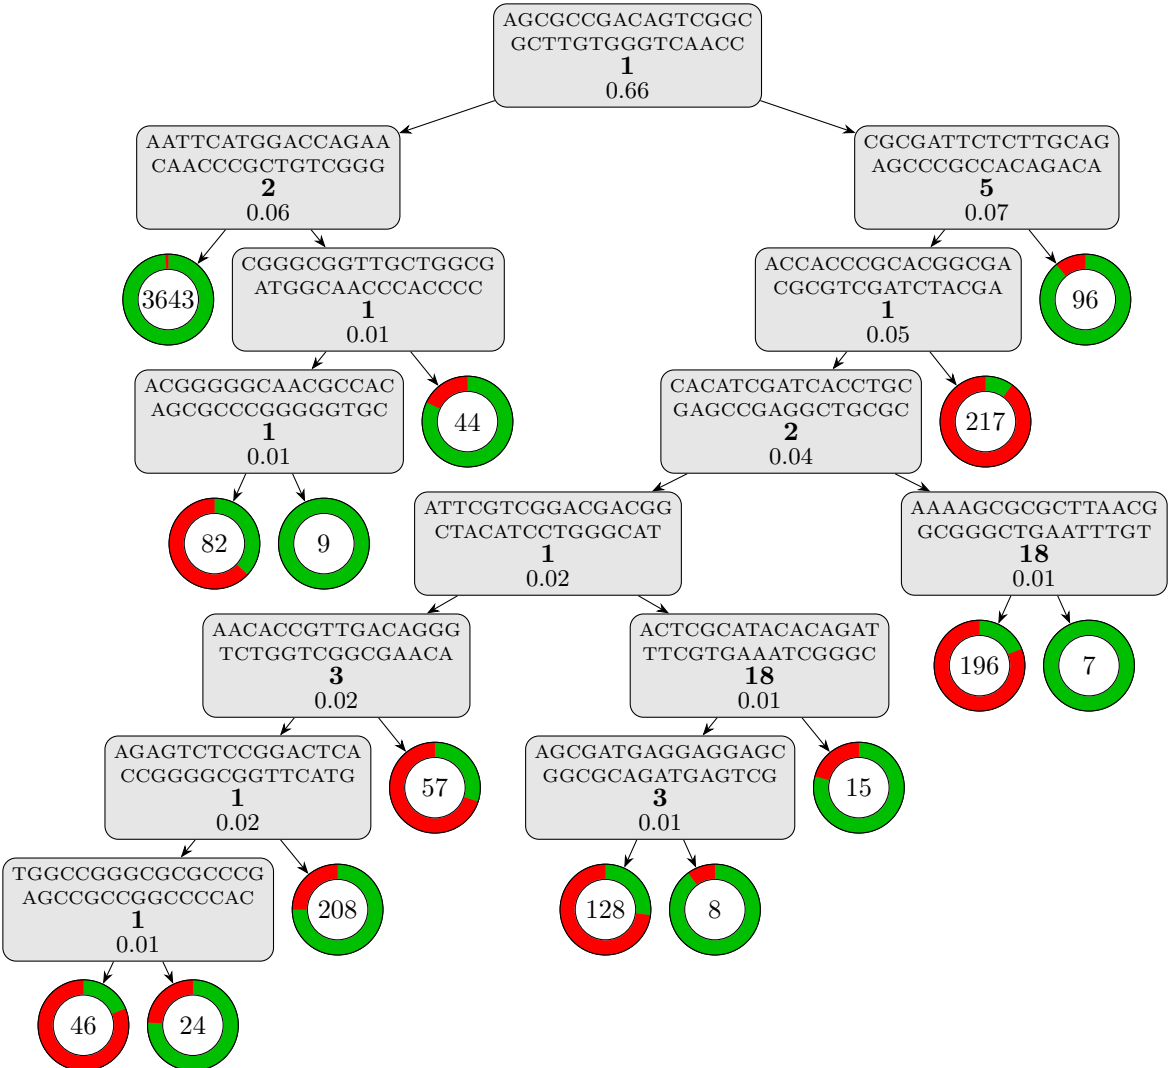 AGCGCCGACAGTCGGC
GCTTGTGGGTCAACC
1
0.66
AATTCATGGACCAGAA
CAACCCGCTGTCGGG
2
0.06
CGCGATTCTCTTGCAG
AGCCCGCCACAGACA
5
0.07
3643
CGGGCGGTTGCTGGCG
ATGGCAACCCACCCC
1
0.01
ACCACCCGCACGGCGA
CGCGTCGATCTACGA
1
0.05
96
ACGGGGGCAACGCCAC
AGCGCCCGGGGGTGC
1
0.01
44
CACATCGATCACCTGC
GAGCCGAGGCTGCGC
2
0.04
217
82
9
ATTCGTCGGACGACGG
CTACATCCTGGGCAT
1
0.02
AAAAGCGCGCTTAACG
GCGGGCTGAATTTGT
18
0.01
AACACCGTTGACAGGG
TCTGGTCGGCGAACA
3
0.02
ACTCGCATACACAGAT
TTCGTGAAATCGGGC
18
0.01
196
7
AGAGTCTCCGGACTCA
CCGGGGCGGTTCATG
1
0.02
57
AGCGATGAGGAGGAGC
GGCGCAGATGAGTCG
3
0.01
15
TGGCCGGGCGCGCCCG
AGCCGCCGGCCCCAC
1
0.01
208
128
8
46
24